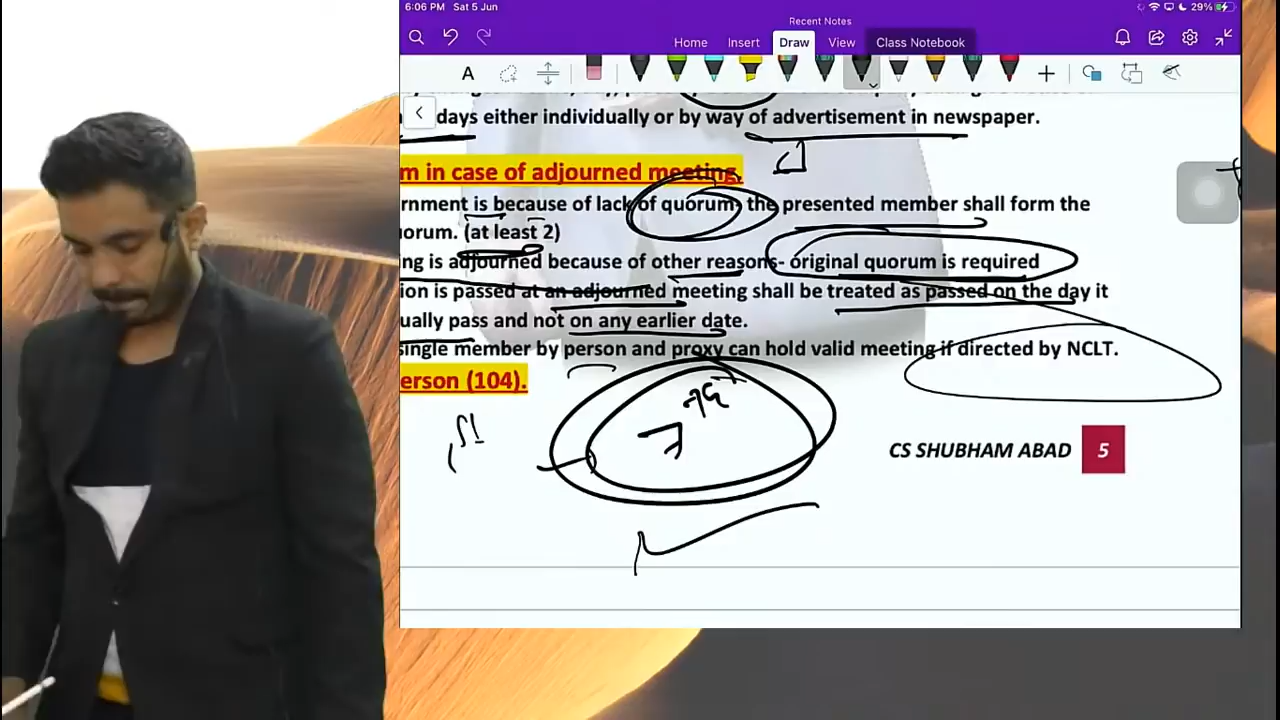 6:06 PM Sat 5 Jun
29%
Recent Notes
Home Insert Draw View Class Notebook
A
days either individually or by way of advertisement in newspaper.
m in case of adjourned meeting.
rnment is because of lack of quorum- the presented member shall form the
orum. (at least 2)
ng is adjourned because of other reasons- original quorum is required
ion is passed at an adjourned meeting shall be treated as passed on the day it
ually pass and not on any earlier date.
single member by person and proxy can hold valid meeting if directed by NCLT.
erson (104).
CS SHUBHAM ABAD 5